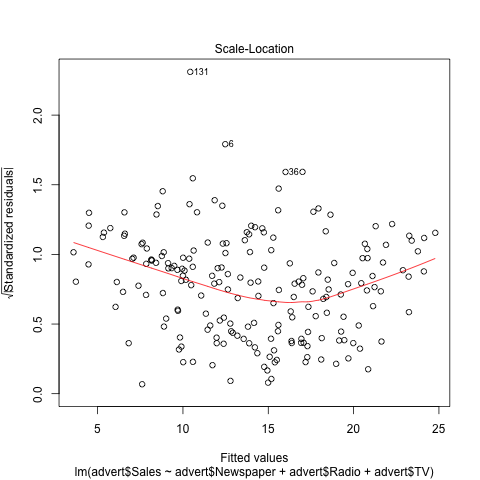 Scale-Location
131
6
36
√|Standardized residuals|
0.0
0.5
1.0
1.5
2.0
5 10 15 20 25
Fitted values
lm(advert$Sales ~ advert$Newspaper + advert$Radio + advert$TV)